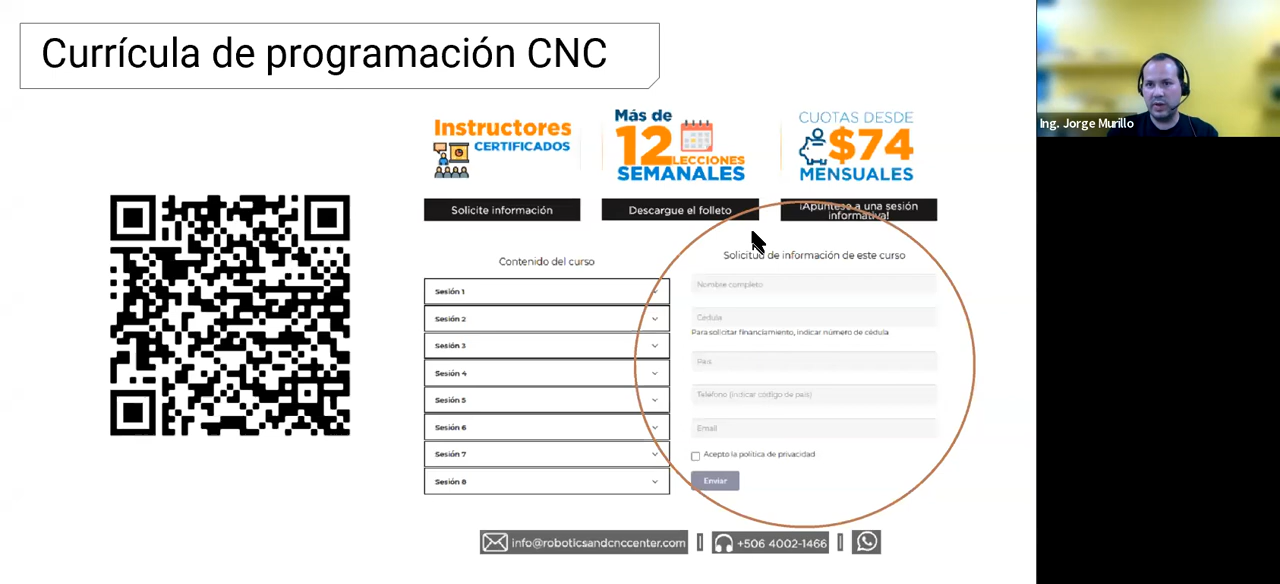 Currícula de programación CNC
Instructores
CERTIFICADOS
Más de
12 LECCIONES
SEMANALES
CUOTAS DESDE
$74
MENSUALES
Solicite información
Descargue el folleto
¡Apúntese a una sesión
informativa!
Contenido del curso
Sesión 1
Sesión 2
Sesión 3
Sesión 4
Sesión 5
Sesión 6
Sesión 7
Sesión 8
Solicitud de información de este curso
Nombre completo
Cedula
Para solicitar financiamiento, indicar número de cédula
País
Teléfono (indicar código de país)
Email
Acepto la política de privacidad
Enviar
info@roboticsandcnccenter.com
+506 4002-1466
Ing. Jorge Murillo